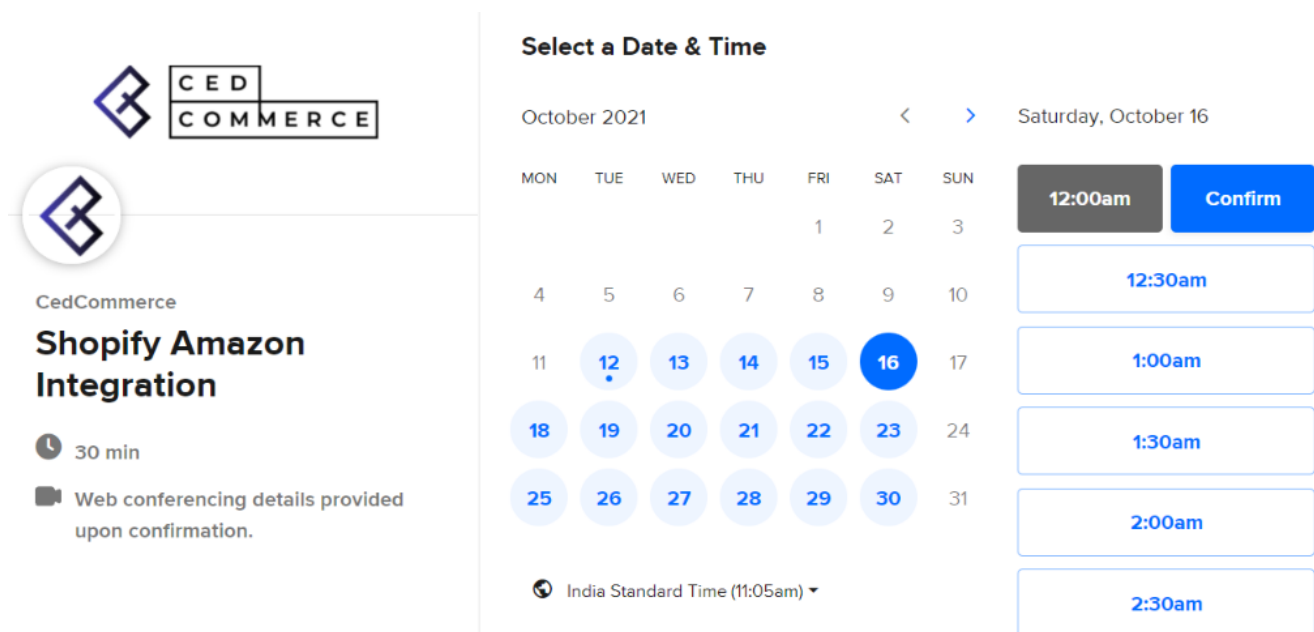 CED
COMMERCE
CedCommerce
Shopify Amazon
Integration
30 min
Web conferencing details provided
upon confirmation.
Select a Date & Time
October 2021
MON TUE WED THU FRI SAT SUN
1 2 3
4 5 6 7 8 9 10
11 12 13 14 15 16 17
18 19 20 21 22 23 24
25 26 27 28 29 30 31
India Standard Time (11:05am)
Saturday, October 16
12:00am Confirm
12:30am
1:00am
1:30am
2:00am
2:30am